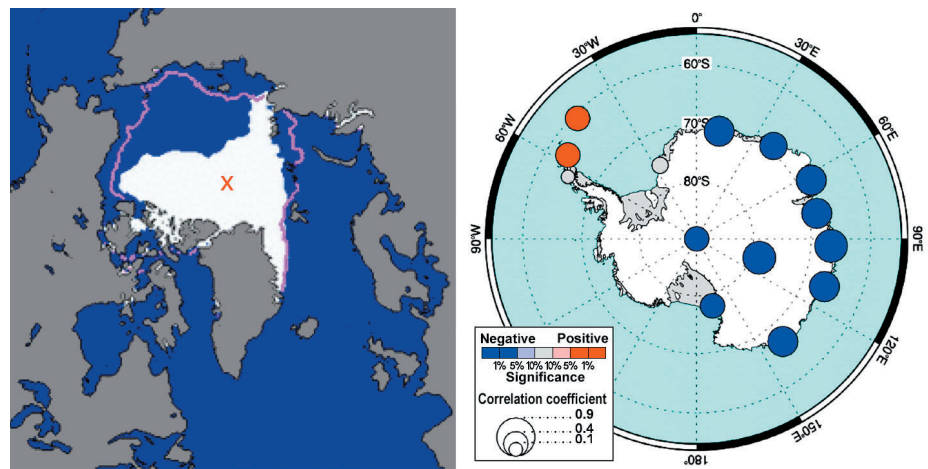 X
0°
30°E
60°E
90°E
120°E
150°E
180°
90°W
60°W
30°W
60°S
70°S
80°S
Negative Positive
1% 5% 10% 10% 5% 1%
Significance
Correlation coefficient
0.9
0.4
0.1